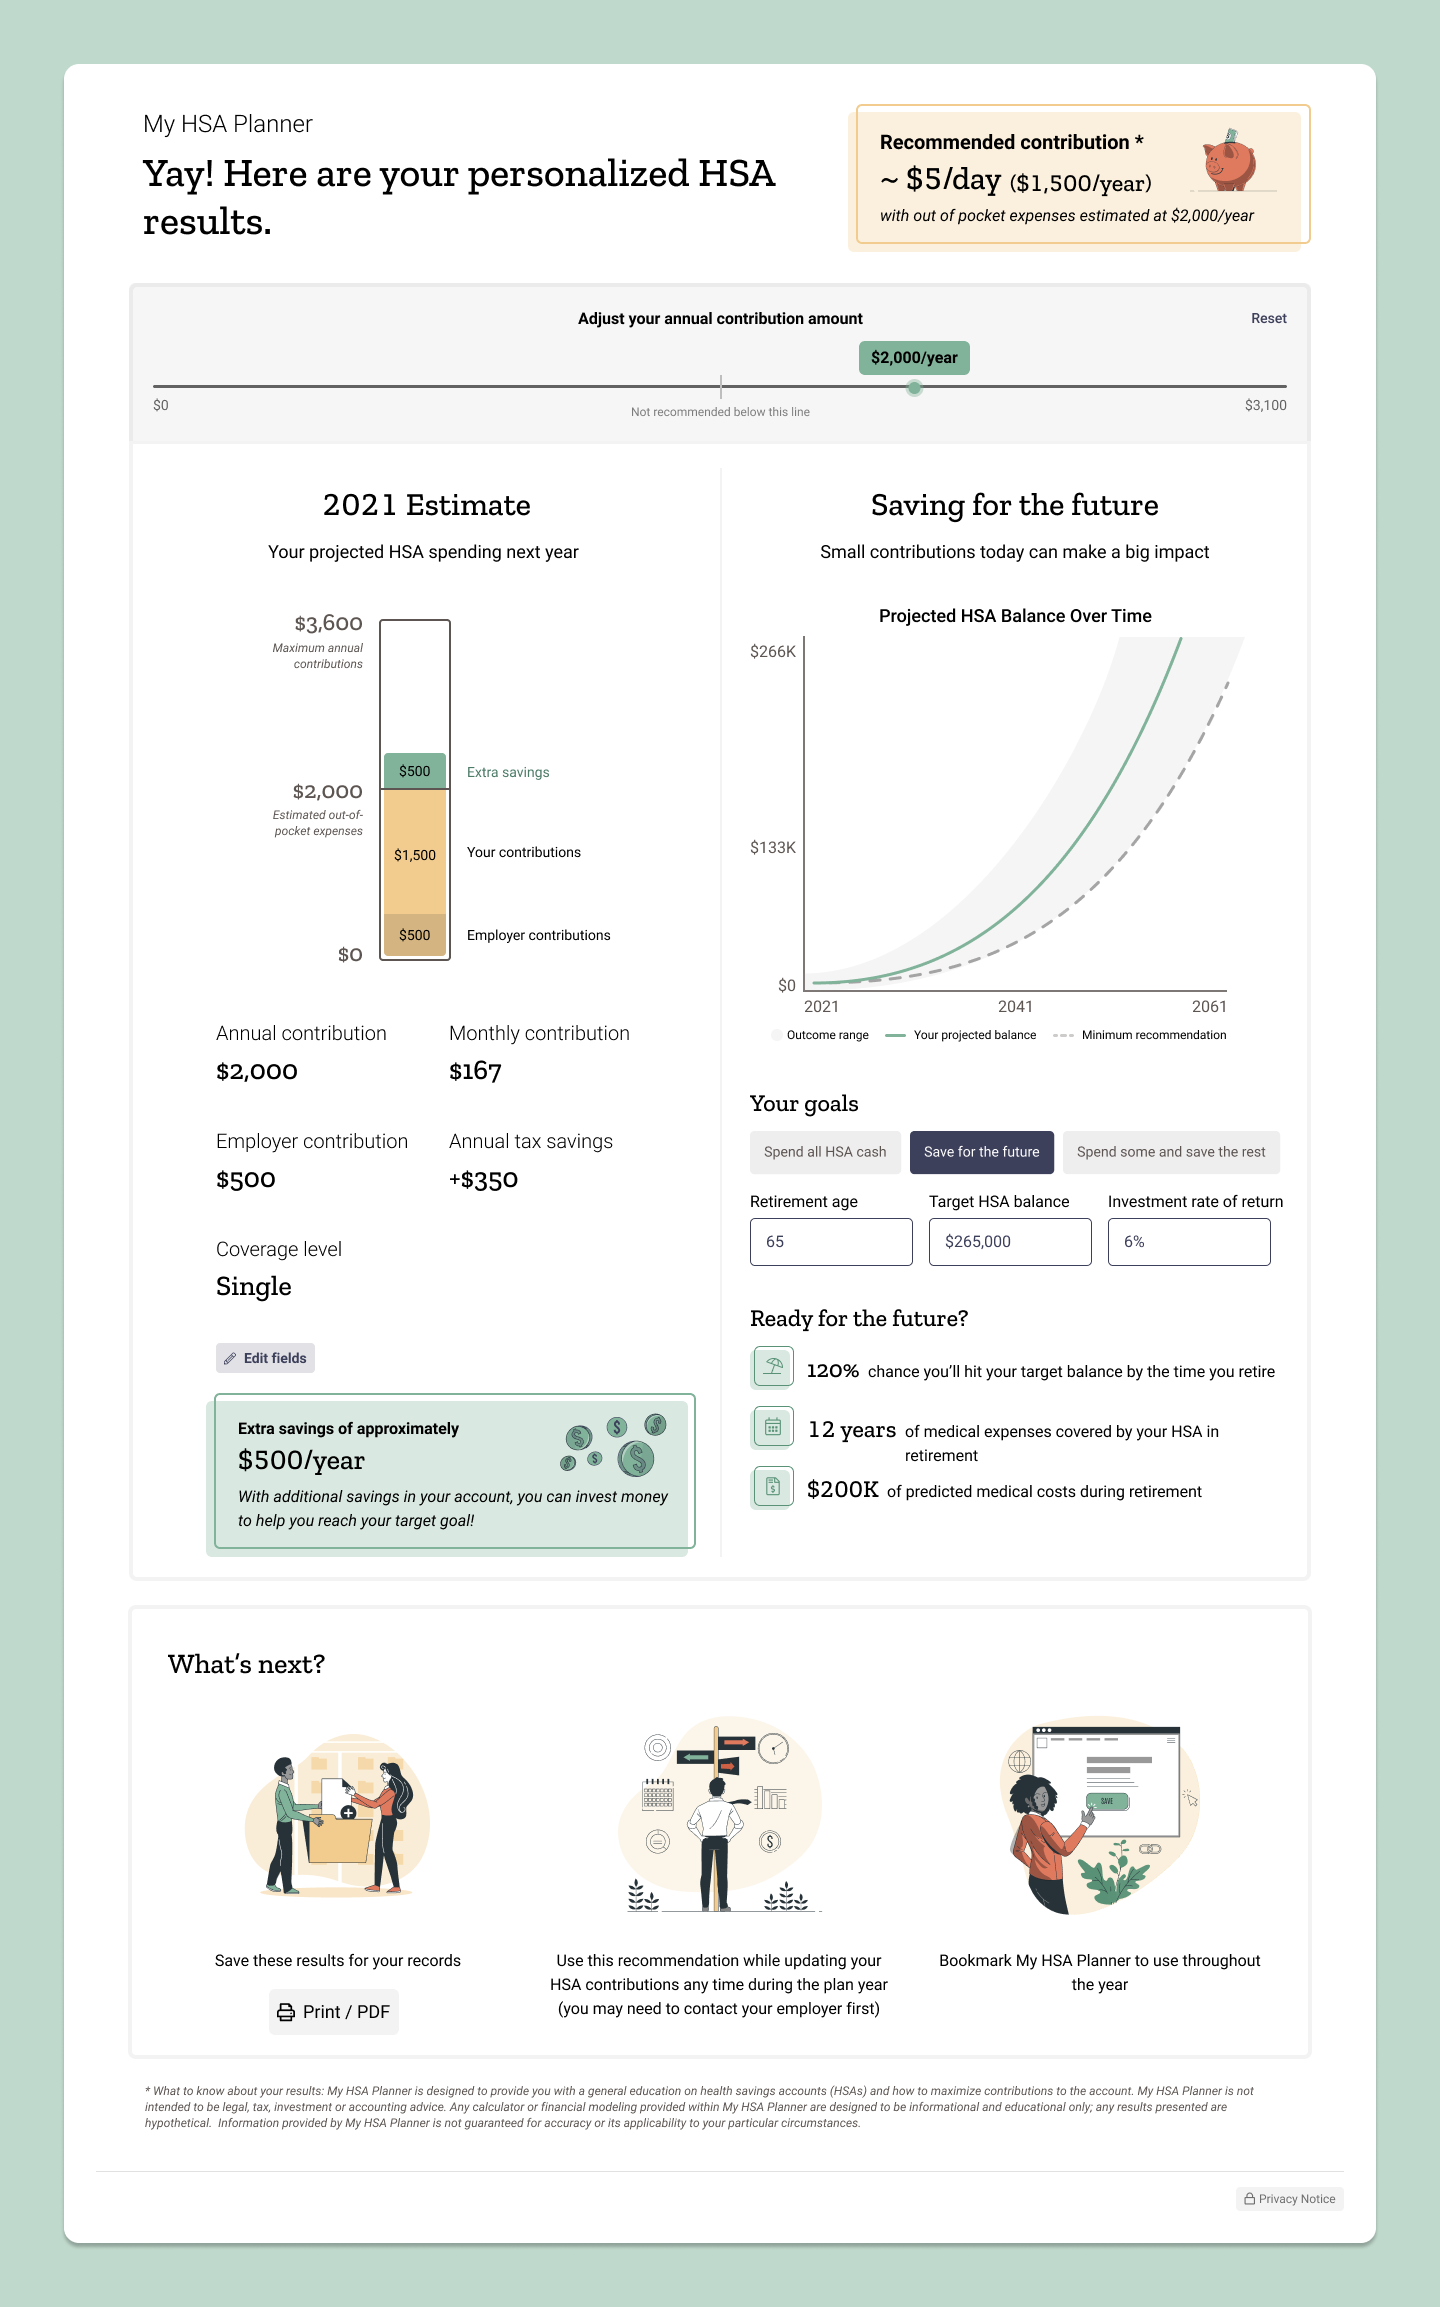 My HSA Planner
Yay! Here are your personalized HSA
results.
Recommended contribution *
~ $5/day ($1,500/year)
with out of pocket expenses estimated at $2,000/year
Adjust your annual contribution amount
Reset
$2,000/year
$0
Not recommended below this line
$3,100
2021 Estimate
Your projected HSA spending next year
$3,600
Maximum annual
contributions
$500
Extra savings
$2,000
Estimated out-of-
pocket expenses
$1,500
Your contributions
$500
Employer contributions
$0
Annual contribution
$2,000
Monthly contribution
$167
Employer contribution
$500
Annual tax savings
+$350
Coverage level
Single
Edit fields
Extra savings of approximately
$500/year
With additional savings in your account, you can invest money
to help you reach your target goal!
Saving for the future
Small contributions today can make a big impact
Projected HSA Balance Over Time
$266K
$133K
$0
2021
2041
2061
Outcome range
Your projected balance
Minimum recommendation
Your goals
Spend all HSA cash
Save for the future
Spend some and save the rest
Retirement age
65
Target HSA balance
$265,000
Investment rate of return
6%
Ready for the future?
120% chance you’ll hit your target balance by the time you retire
12 years of medical expenses covered by your HSA in
retirement
$200K of predicted medical costs during retirement
What’s next?
SAVE
Save these results for your records
Print / PDF
Use this recommendation while updating your
HSA contributions any time during the plan year
(you may need to contact your employer first)
Bookmark My HSA Planner to use throughout
the year
* What to know about your results: My HSA Planner is designed to provide you with a general education on health savings accounts (HSAs) and how to maximize contributions to the account. My HSA Planner is not
intended to be legal, tax, investment or accounting advice. Any calculator or financial modeling provided within My HSA Planner are designed to be informational and educational only; any results presented are
hypothetical.  Information provided by My HSA Planner is not guaranteed for accuracy or its applicability to your particular circumstances.
Privacy Notice